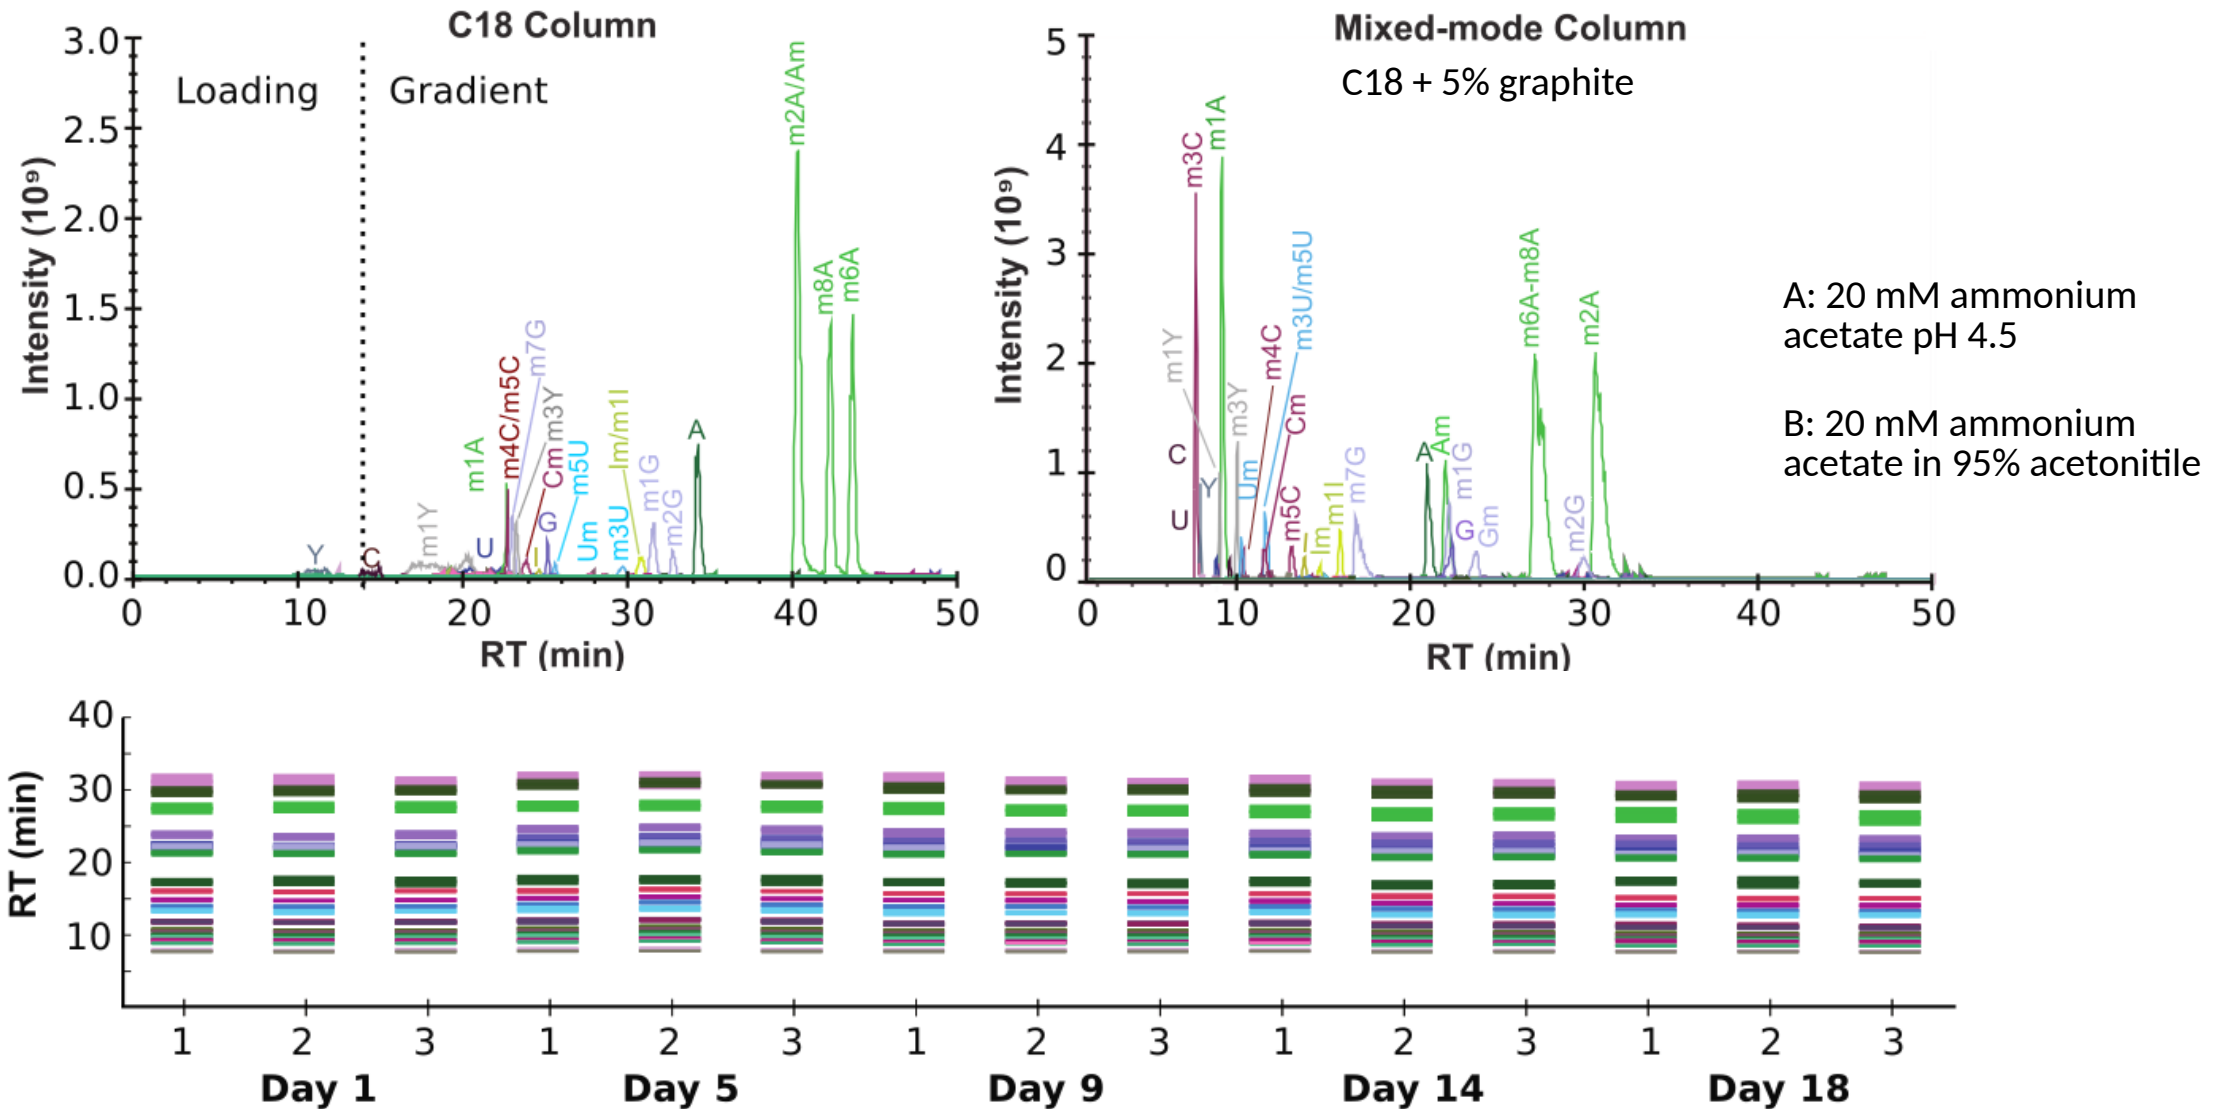 C18 Column
3.0
2.5
2.0
1.5
1.0
0.5
0.0
Intensity (10⁹)
Loading
Gradient
Y
C
m1Y
m1A
U
m4C/m5C
m7G
m3Y
Cm
I
G
m5U
Um
m3U
Im/m1I
m1G
m2G
A
m2A/Am
m8A
m6A
0 10 20 30 40 50
RT (min)
Mixed-mode Column
C18 + 5% graphite
5
4
3
2
1
0
Intensity (10⁹)
m1Y
C
U
m3C
Y
m1A
m3Y
Um
m4C
m3U/m5U
Cm
m5C
I
Im
m1I
m7G
A
Am
m1G
G
Gm
m6A-m8A
m2G
m2A
0 10 20 30 40 50
RT (min)
A: 20 mM ammonium
acetate pH 4.5
B: 20 mM ammonium
acetate in 95% acetonitile
40
30
20
10
RT (min)
1 2 3 1 2 3 1 2 3 1 2 3 1 2 3
Day 1 Day 5 Day 9 Day 14 Day 18